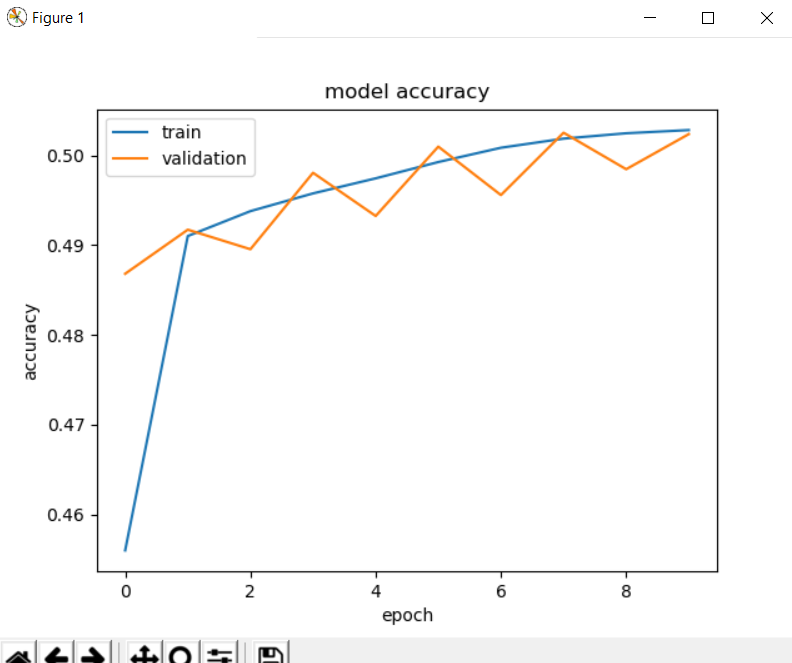 Figure 1
model accuracy
train
validation
0.50
0.49
0.48
0.47
0.46
accuracy
0 2 4 6 8
epoch